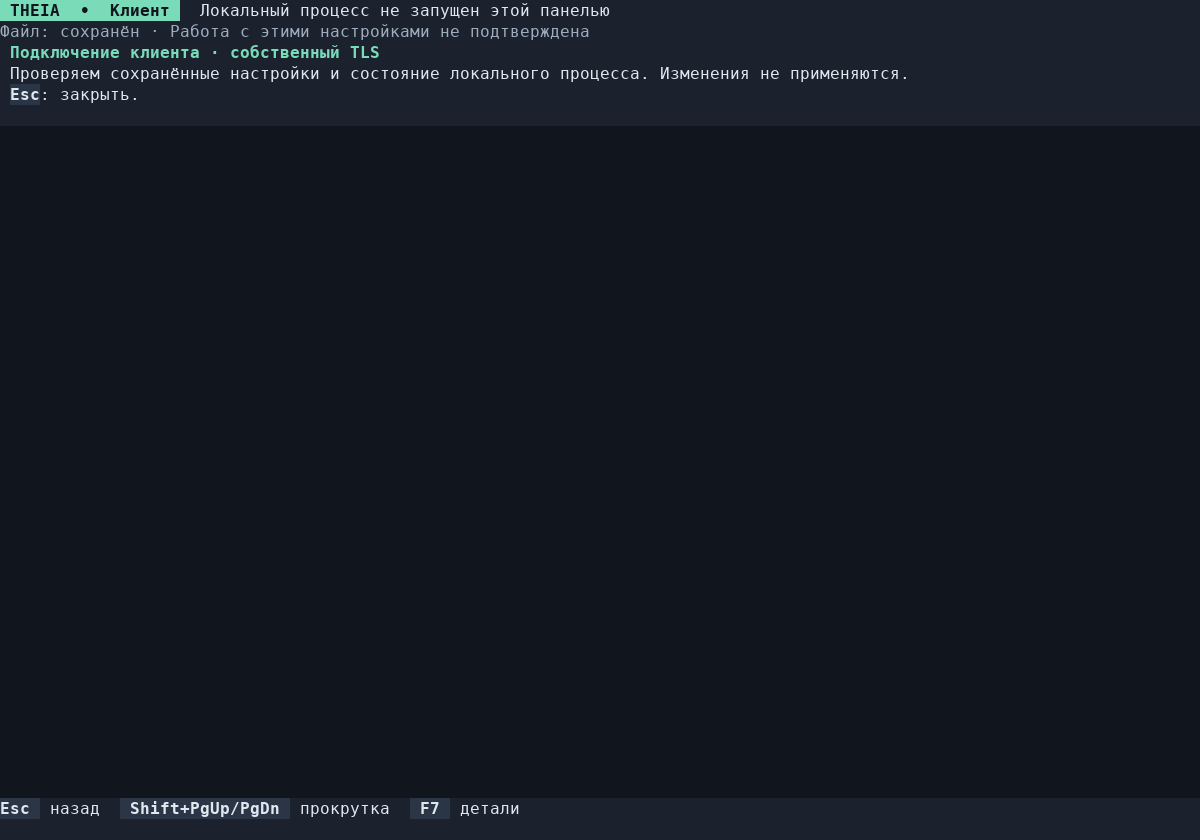 THEIA • Клиент Локальный процесс не запущен этой панелью
Файл: сохранён · Работа с этими настройками не подтверждена
Подключение клиента · собственный TLS
Проверяем сохранённые настройки и состояние локального процесса. Изменения не применяются.
Esc: закрыть.
Esc назад Shift+PgUp/PgDn прокрутка F7 детали